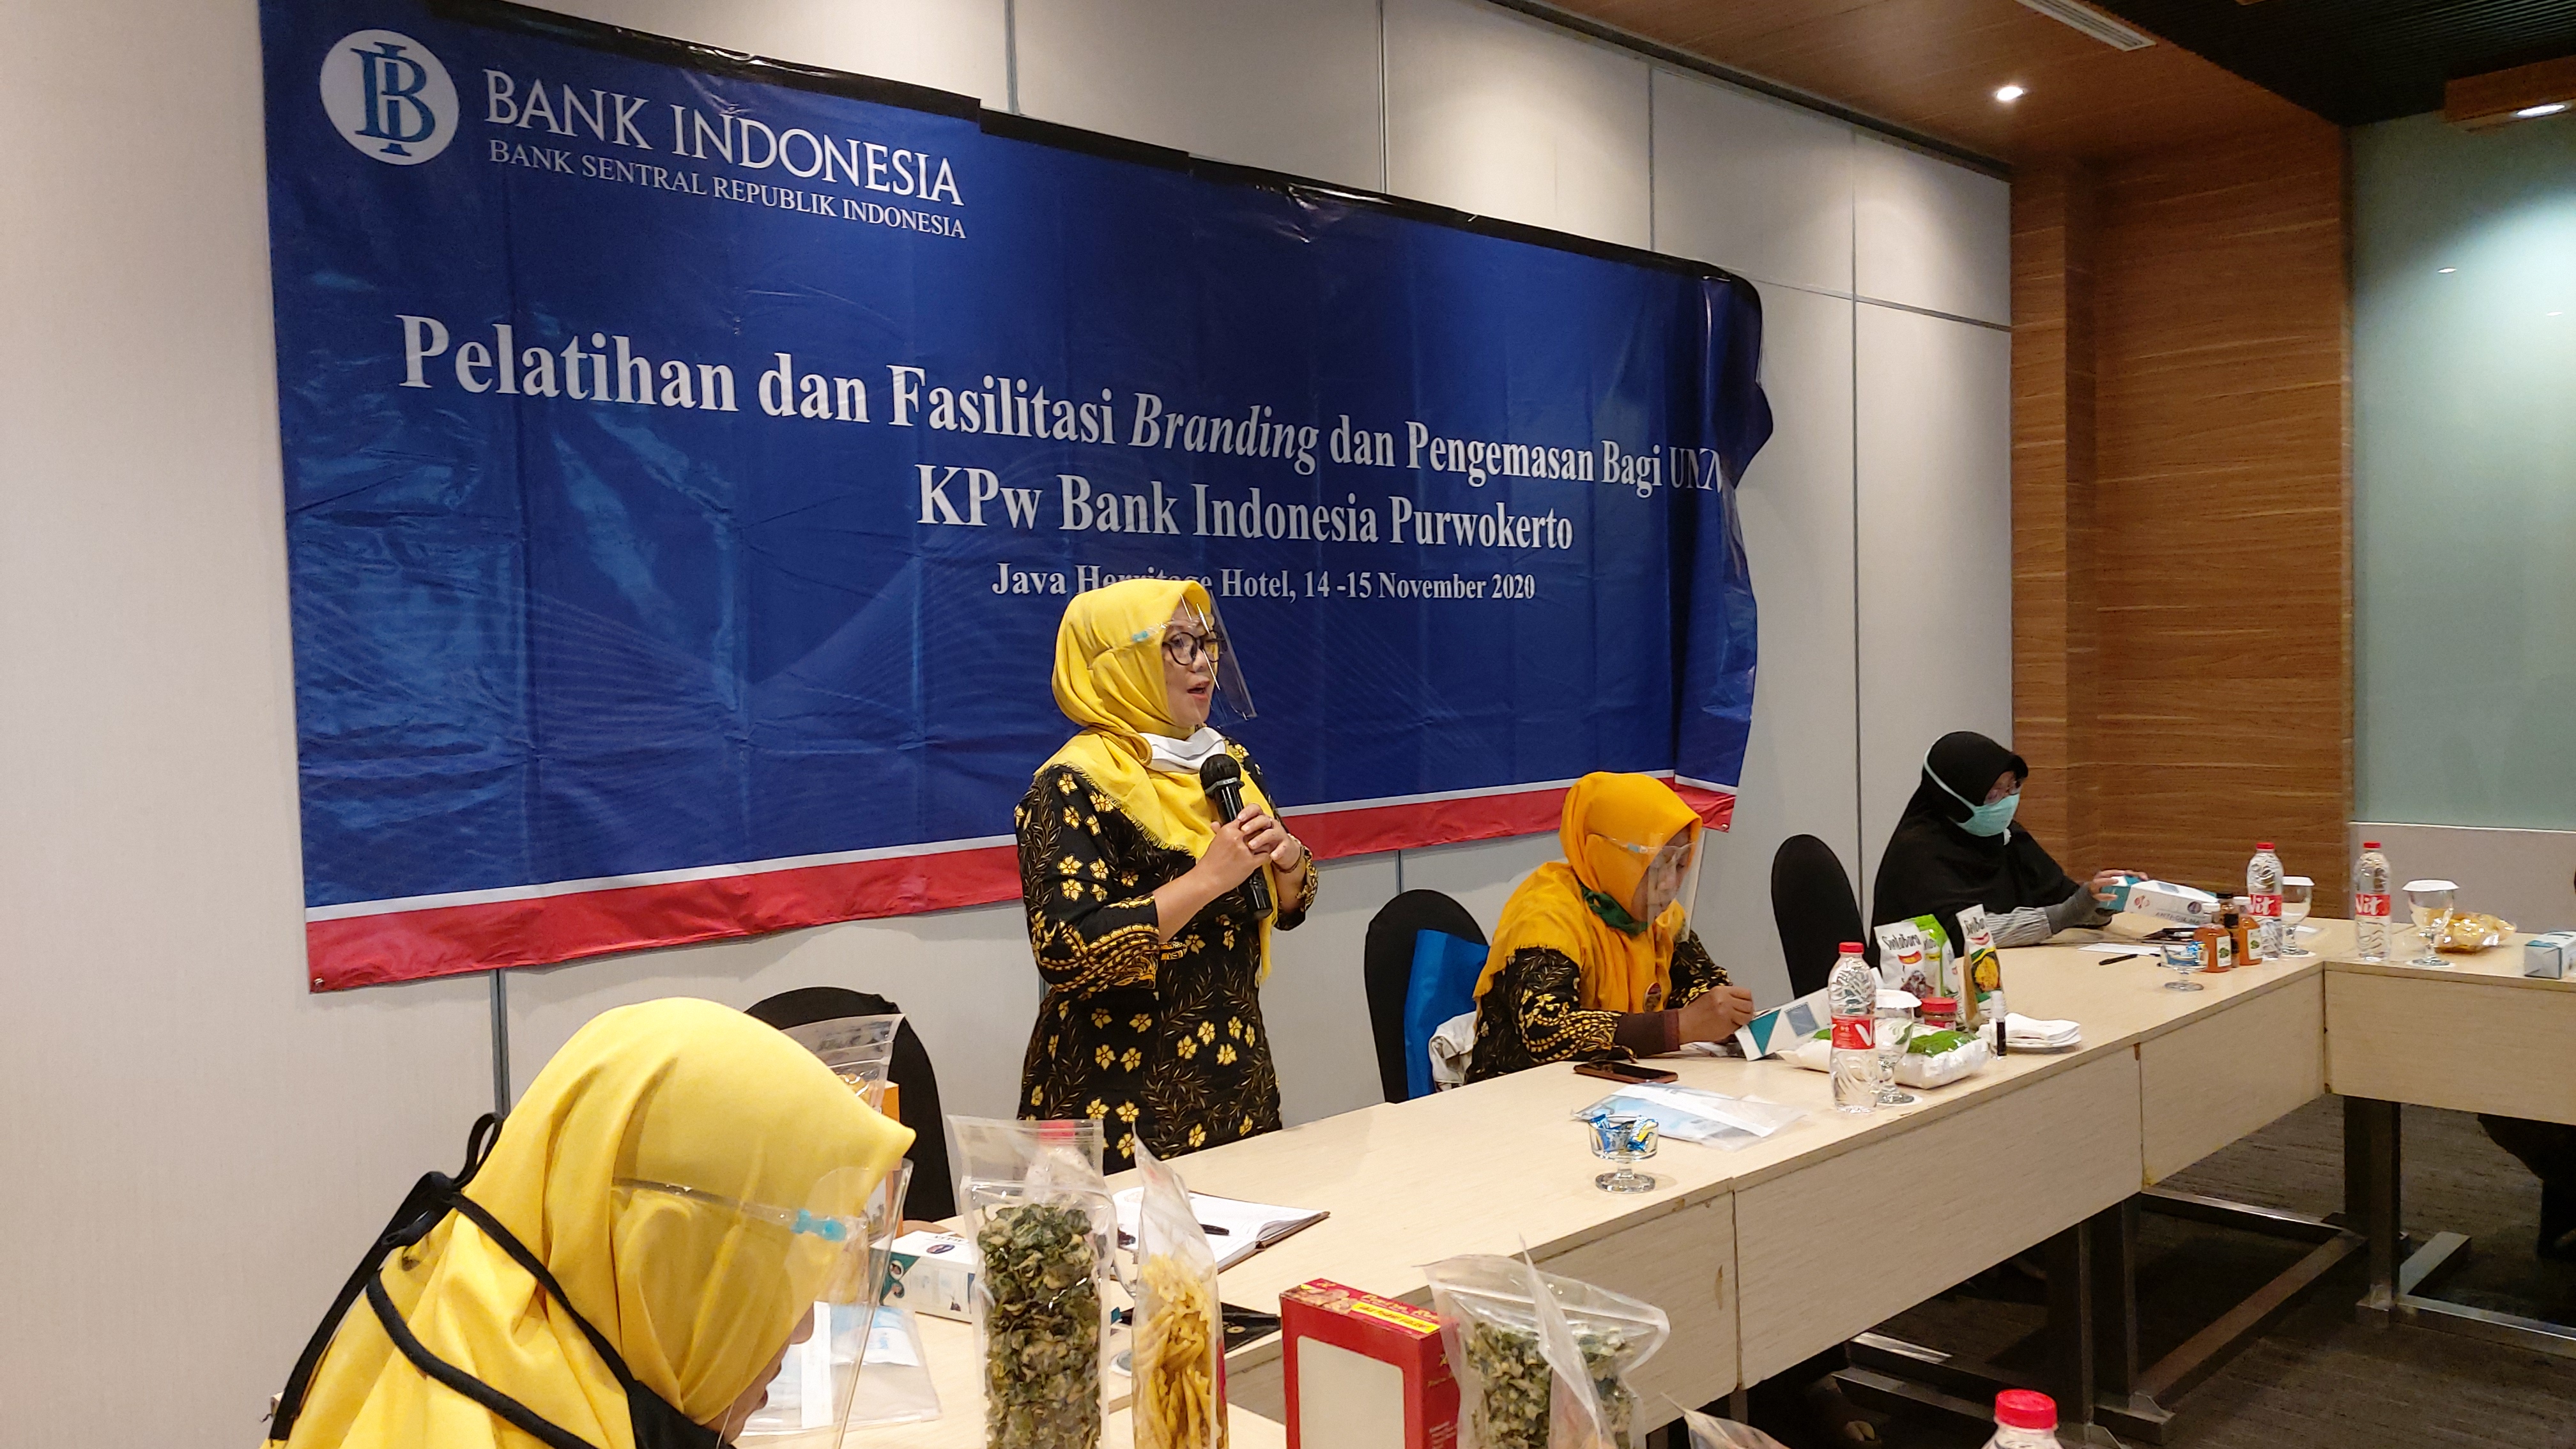 BI
BANK INDONESIA
BANK SENTRAL REPUBLIK INDONESIA
Pelatihan dan Fasilitasi Branding dan Pengemasan Bagi
KPw Bank Indonesia Purwokerto
Java Hotel, 14 -15 November 2020